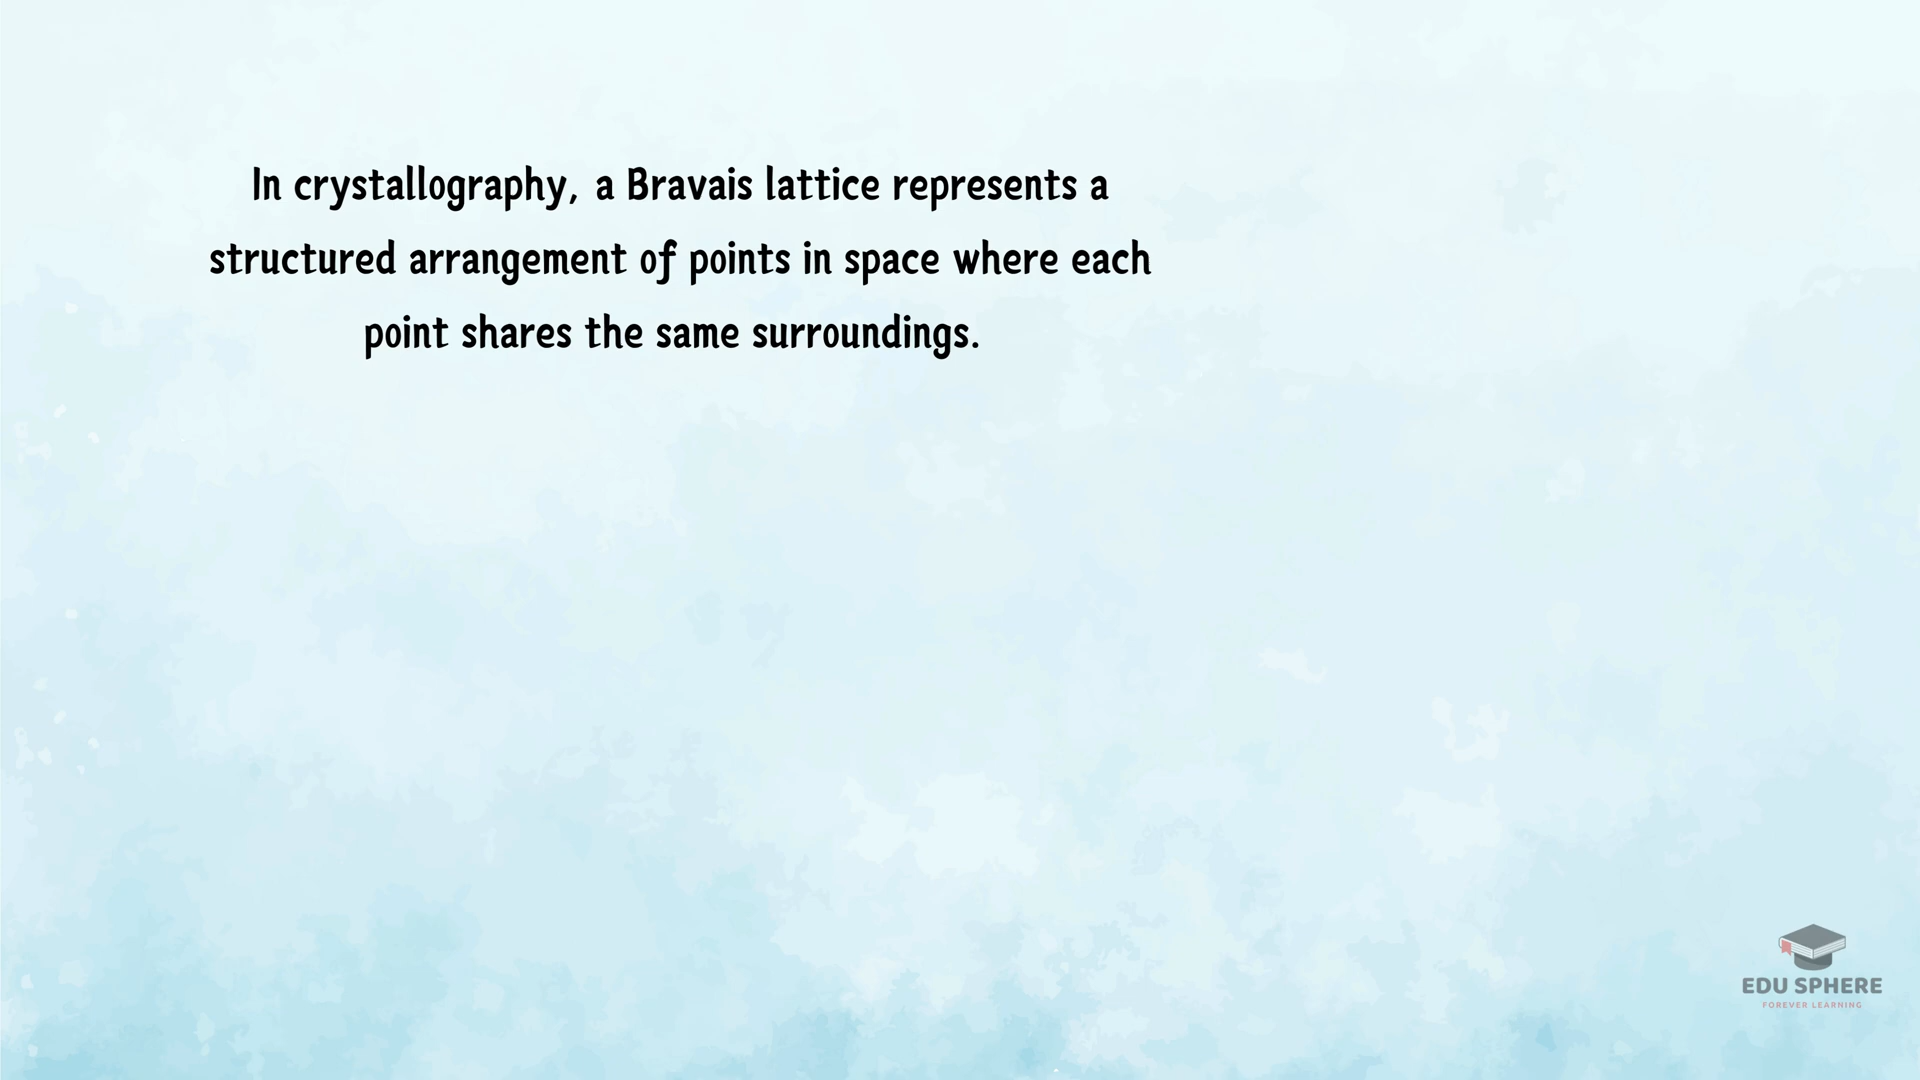 In crystallography, a Bravais lattice represents a
structured arrangement of points in space where each
point shares the same surroundings.
EDU SPHERE
FOREVER LEARNING